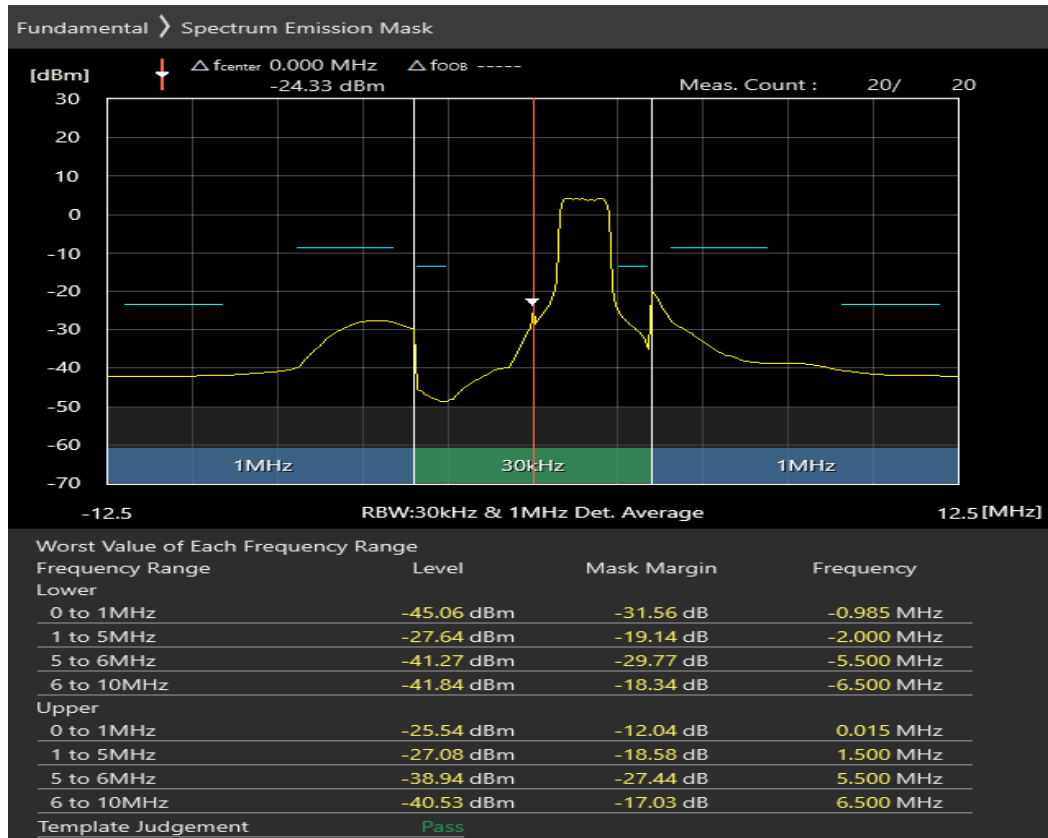 Fundamental 〉 Spectrum Emission Mask
[dBm] △ fcenter 0.000 MHz △ fOOB -----
-24.33 dBm Meas. Count : 20/ 20
30
20
10
0
-10
-20
-30
-40
-50
-60
1MHz 30kHz 1MHz
-70
-12.5 RBW:30kHz & 1MHz Det. Average 12.5 [MHz]
Worst Value of Each Frequency Range
Frequency Range Level Mask Margin Frequency
Lower
0 to 1MHz -45.06 dBm -31.56 dB -0.985 MHz
1 to 5MHz -27.64 dBm -19.14 dB -2.000 MHz
5 to 6MHz -41.27 dBm -29.77 dB -5.500 MHz
6 to 10MHz -41.84 dBm -18.34 dB -6.500 MHz
Upper
0 to 1MHz -25.54 dBm -12.04 dB 0.015 MHz
1 to 5MHz -27.08 dBm -18.58 dB 1.500 MHz
5 to 6MHz -38.94 dBm -27.44 dB 5.500 MHz
6 to 10MHz -40.53 dBm -17.03 dB 6.500 MHz
Template Judgement Pass